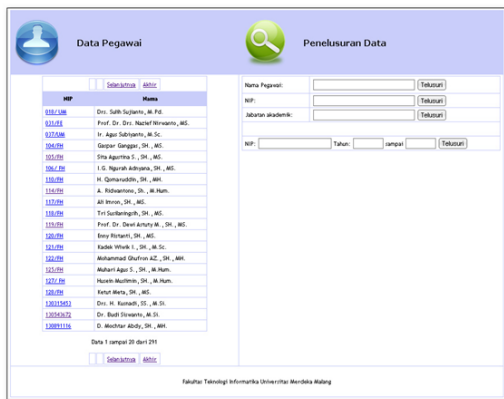 Data Pegawai
Penelusuran Data
Selanjutnya Akhir
NIP Nama
010/ UM Drs. Sulih Sujianto, M.Pd.
031/FE Prof. Dr. Drs. Nazief Nirwanto, MS.
037/UM Ir. Agus Subiyanto, M.Sc.
104/FH Gaspar Ganggas, SH., MS.
105/FH Sita Agustina S., SH., MS.
106/ FH I.G. Ngurah Adnyana, SH., MS.
110/FH H. Qomaruddin, SH., MH.
114/FH A. Ridwantono, Sh., M.Hum.
117/FH Ali Imron, SH., MS.
118/FH Tri Susilaningsih, SH., MS.
119/FH Prof. Dr. Dewi Astuty M., SH., MS.
120/FH Enny Ristanti, SH., MS.
121/FH Kadek Wiwik I., SH., M.Sc.
122/FH Mohammad Ghufron AZ., SH., MH.
125/FH Muhari Agus S., SH., M.Hum.
127/ FH Husein Muslimin, SH., M.Hum.
128/FH Ketut Meta, SH., MS.
130315453 Drs. H. Kusnadi, SS., M.Si.
130543672 Dr. Budi Siswanto, M.Si.
130891116 D. Mochtar Abdy, SH., MH.
Data 1 sampai 20 dari 291
Selanjutnya Akhir
Nama Pegawai: Telusuri
NIP: Telusuri
Jabatan akademik: Telusuri
NIP: Tahun: sampai Telusuri
Fakultas Teknologi Informatika Universitas Merdeka Malang